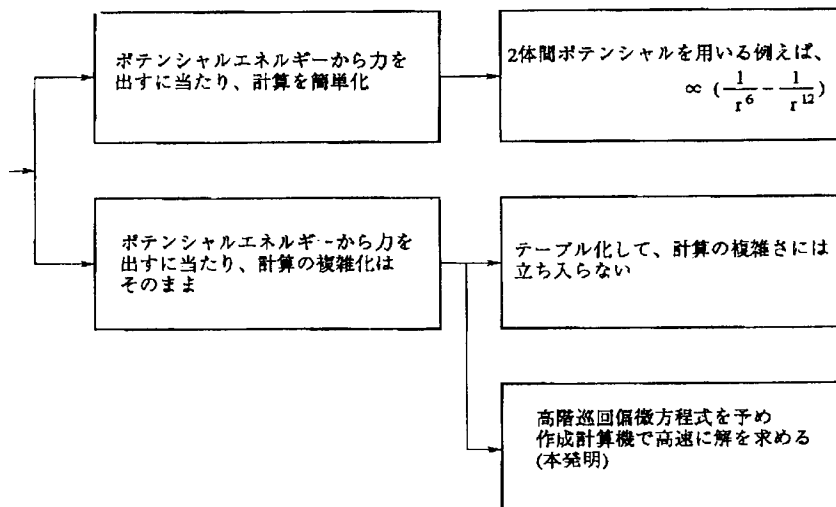 ポテンシャルエネルギーから力を
出すに当たり、計算を簡単化
2体間ポテンシャルを用いる例えば、
∝ (1/r^6 - 1/r^12)
ポテンシャルエネルギーから力を
出すに当たり、計算の複雑化は
そのまま
テーブル化して、計算の複雑さには
立ち入らない
高階巡回偏微方程式を予め
作成計算機で高速に解を求める
(本発明)